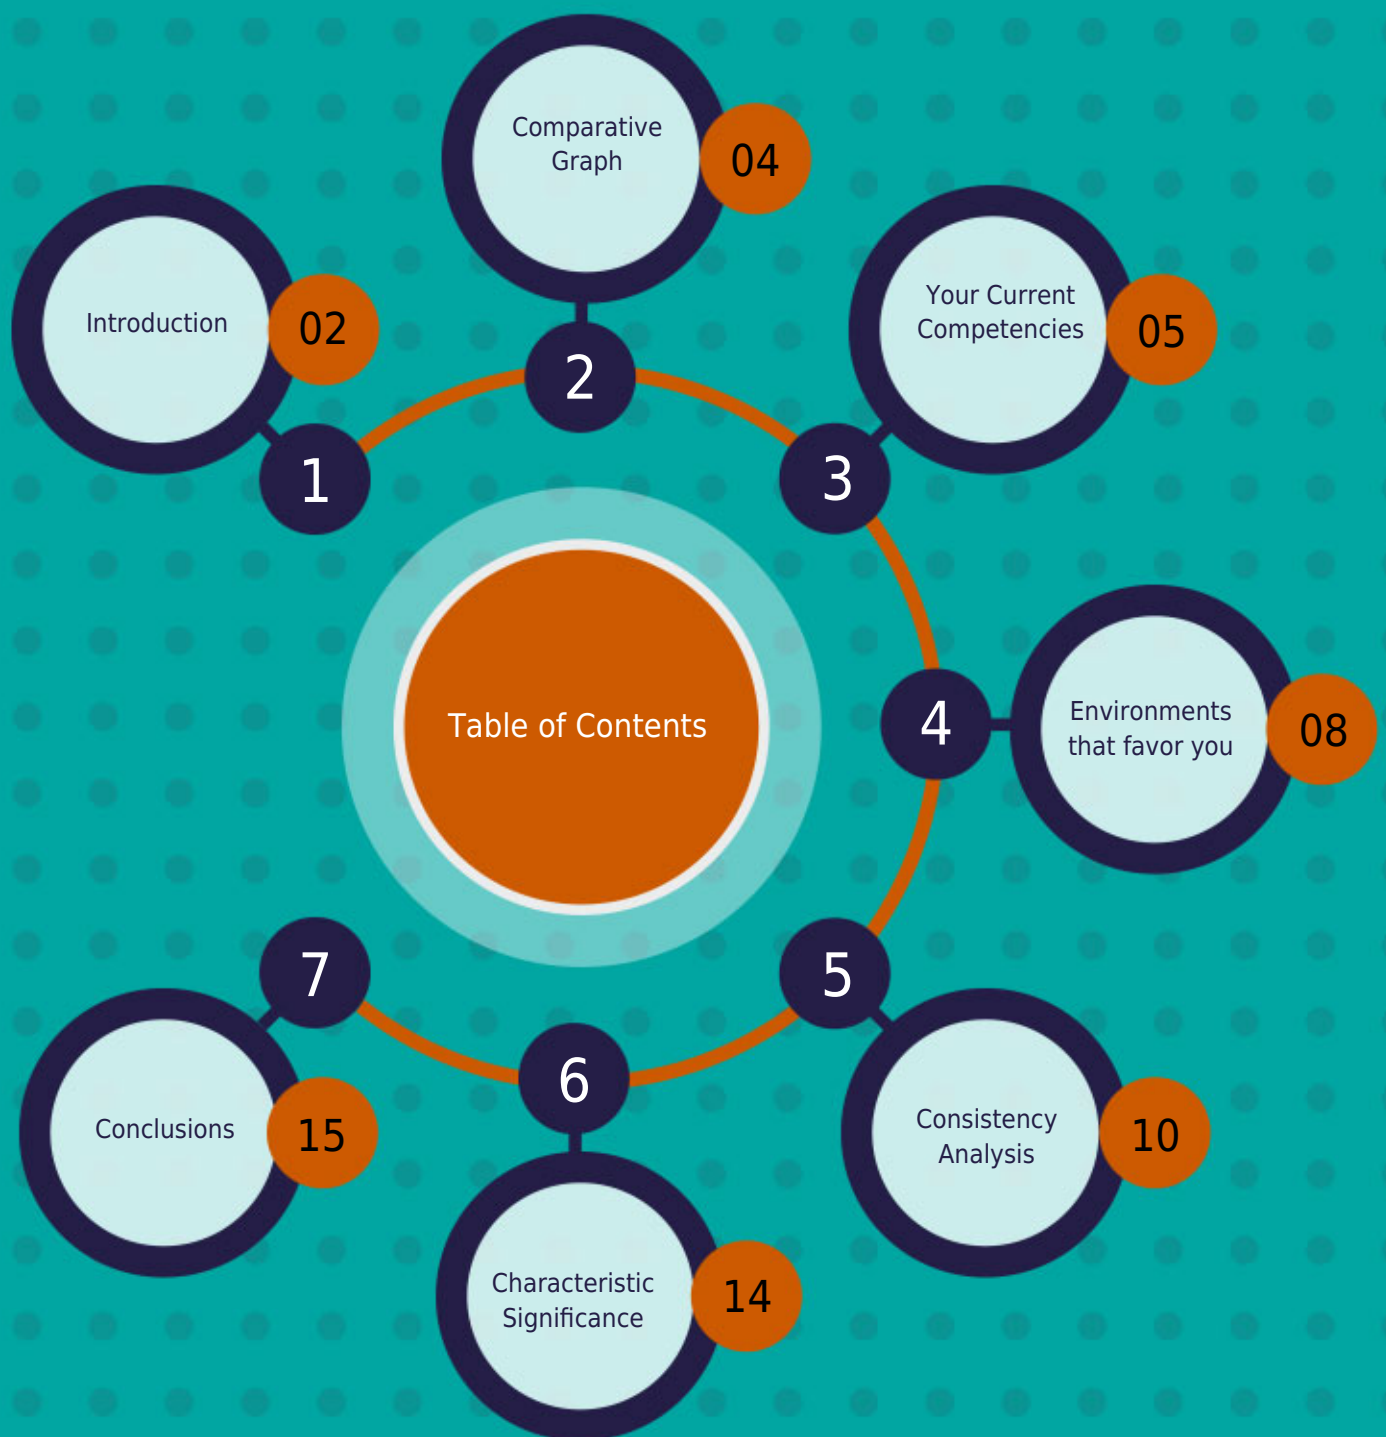 Table of Contents
1
Introduction
02
2
Comparative
Graph
04
3
Your Current
Competencies
05
4
Environments
that favor you
08
5
Consistency
Analysis
10
6
Characteristic
Significance
14
7
Conclusions
15